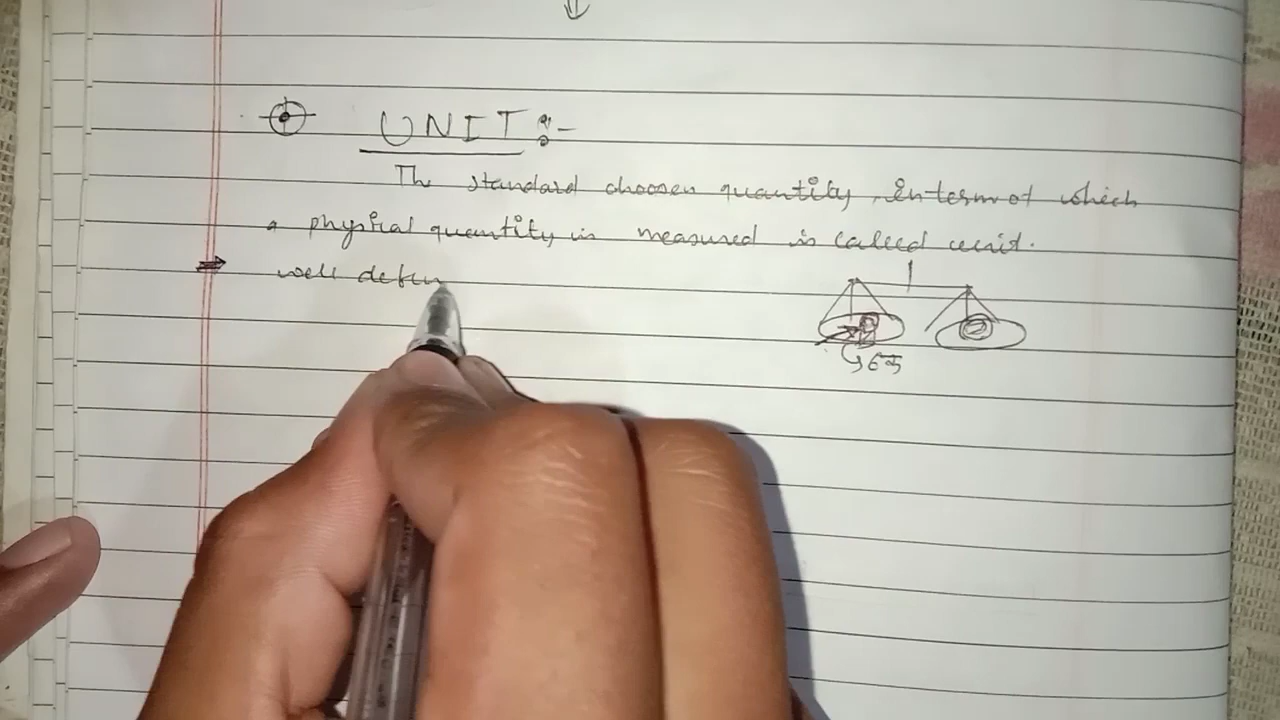 UNIT :-
The standard choosen quantity, in term of which
a physical quantity is measured is called unit.
well defin